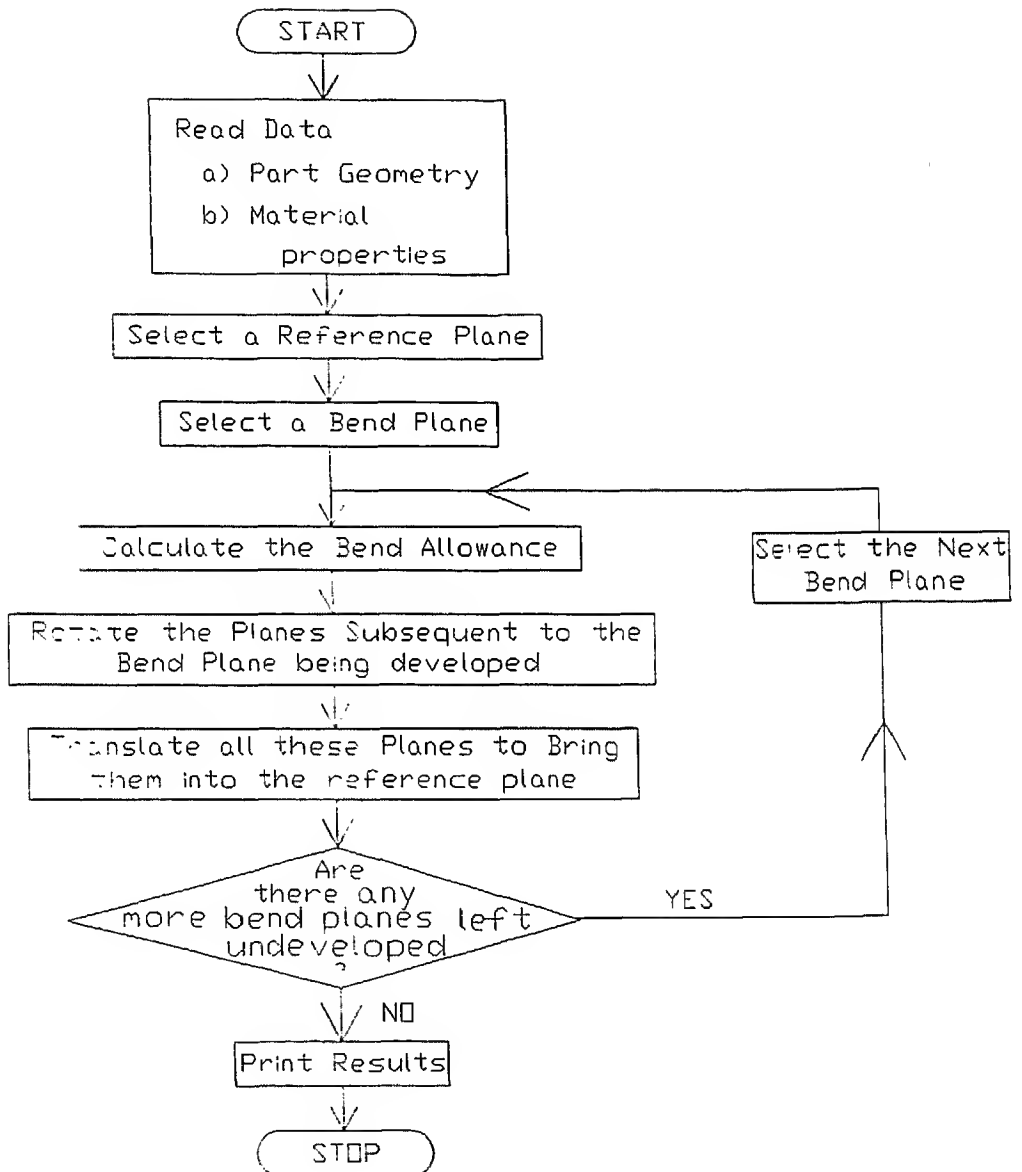 START
Read Data
a) Part Geometry
b) Material
properties
Select a Reference Plane
Select a Bend Plane
Calculate the Bend Allowance
Select the Next
Bend Plane
Rotate the Planes Subsequent to the
Bend Plane being developed
Translate all these Planes to Bring
them into the reference plane
Are
there any
more bend planes left
undeveloped
?
YES
NO
Print Results
STOP